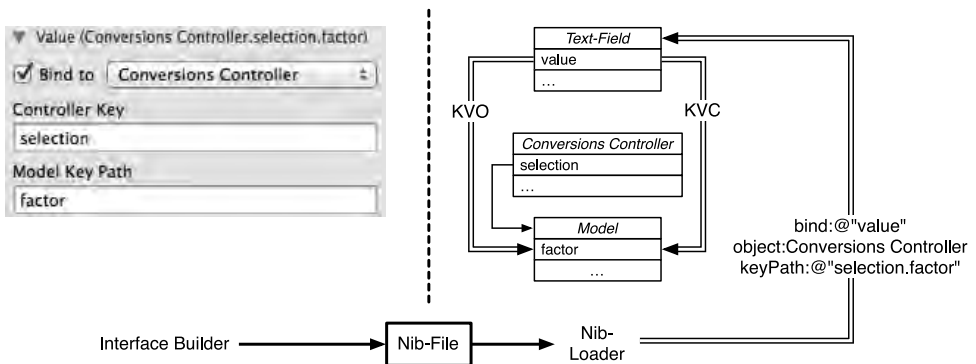 Value (Conversions Controller.selection.factor)
Bind to Conversions Controller
Controller Key
selection
Model Key Path
factor
Text-Field
value
...
KVO
KVC
Conversions Controller
selection
...
Model
factor
...
bind:@"value"
object:Conversions Controller
keyPath:@"selection.factor"
Interface Builder
Nib-File
Nib-
Loader